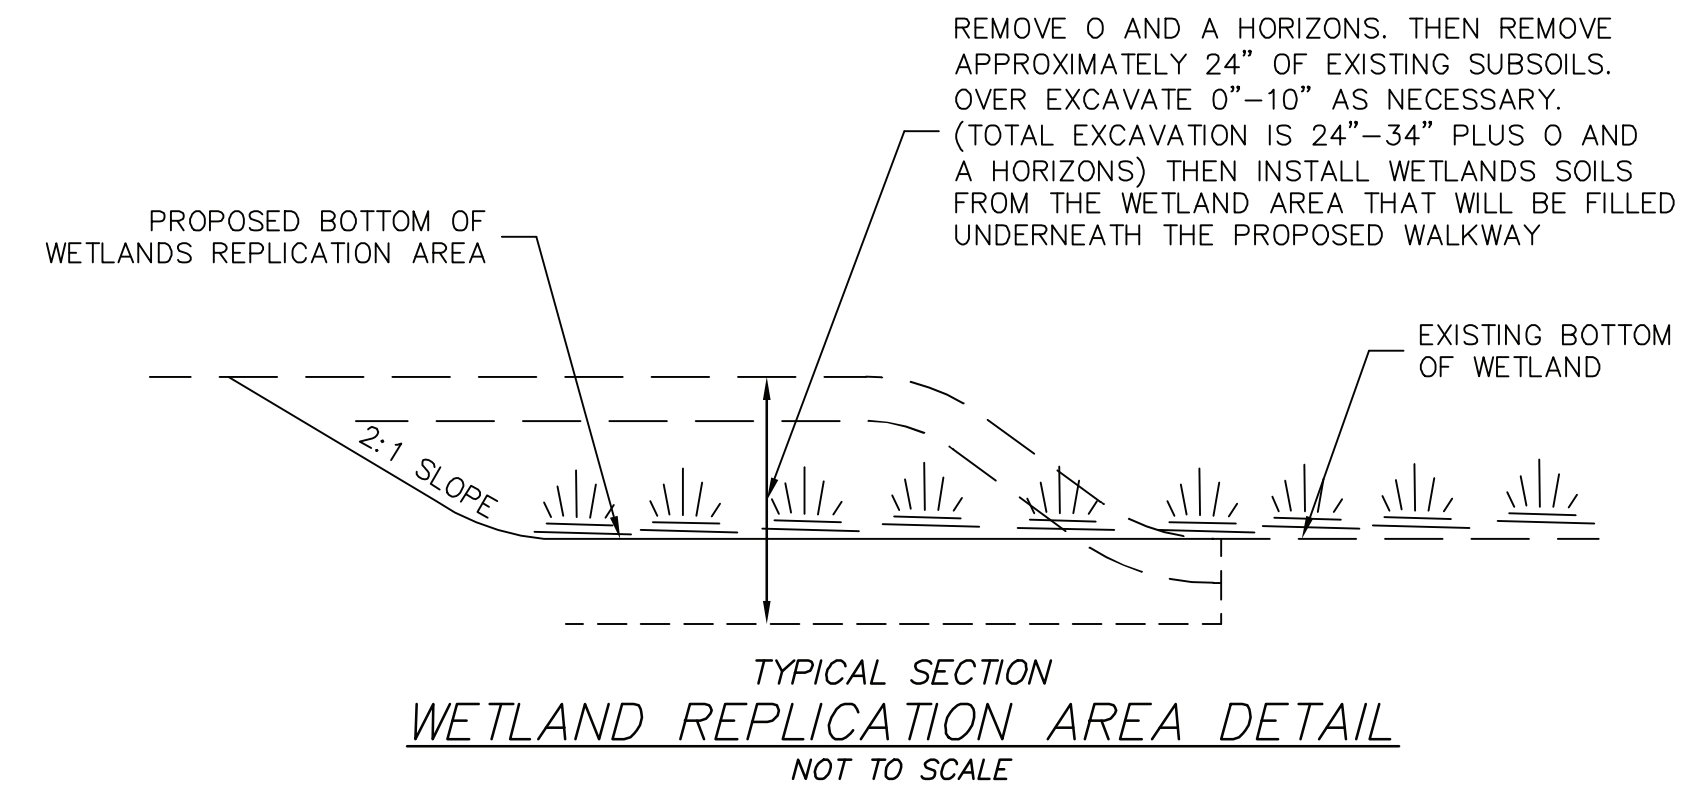 REMOVE O AND A HORIZONS. THEN REMOVE
APPROXIMATELY 24" OF EXISTING SUBSOILS.
OVER EXCAVATE 0"-10" AS NECESSARY.
(TOTAL EXCAVATION IS 24"-34" PLUS O AND
A HORIZONS) THEN INSTALL WETLANDS SOILS
FROM THE WETLAND AREA THAT WILL BE FILLED
UNDERNEATH THE PROPOSED WALKWAY
PROPOSED BOTTOM OF
WETLANDS REPLICATION AREA
EXISTING BOTTOM
OF WETLAND
2:1 SLOPE
TYPICAL SECTION
WETLAND REPLICATION AREA DETAIL
NOT TO SCALE